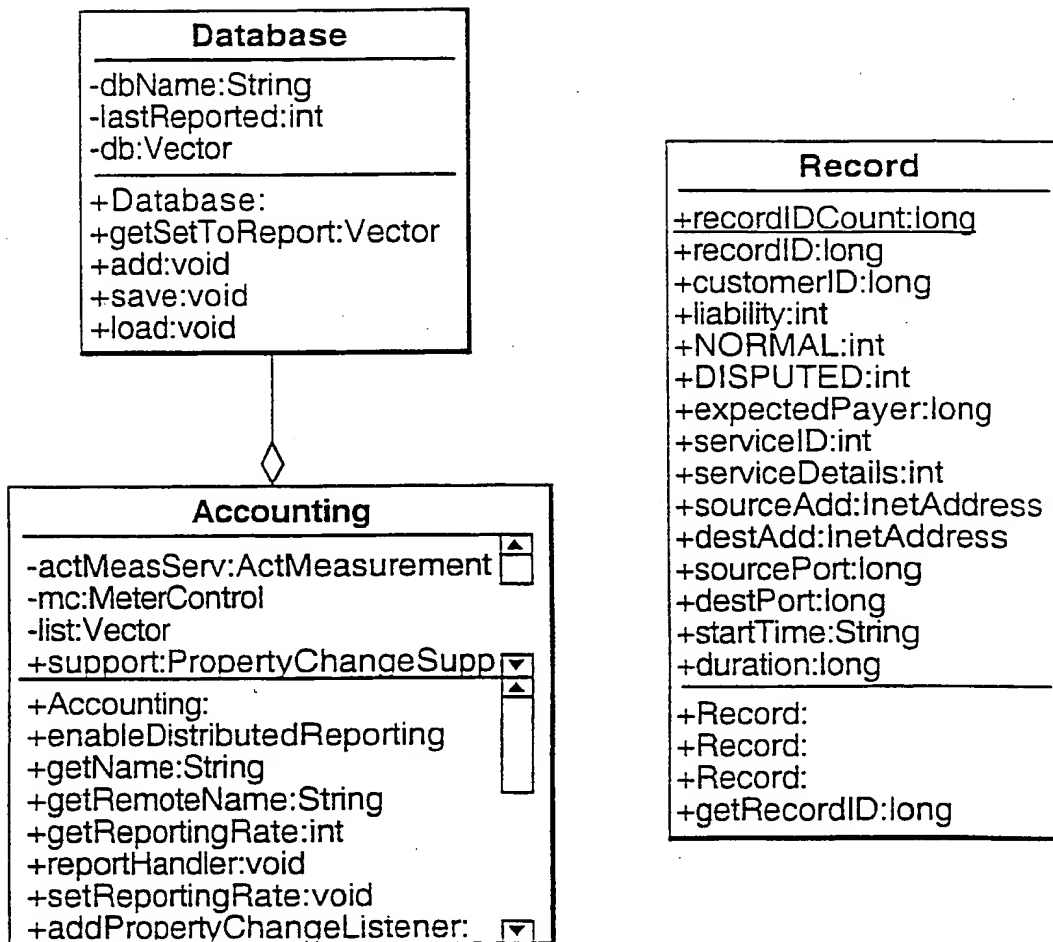 Database
-dbName:String
-lastReported:int
-db:Vector
+Database:
+getSetToReport:Vector
+add:void
+save:void
+load:void
Accounting
-actMeasServ:ActMeasurement
-mc:MeterControl
-list:Vector
+support:PropertyChangeSupp
+Accounting:
+enableDistributedReporting
+getName:String
+getRemoteName:String
+getReportingRate:int
+reportHandler:void
+setReportingRate:void
+addPropertyChangeListener:
Record
+recordIDCount:long
+recordID:long
+customerID:long
+liability:int
+NORMAL:int
+DISPUTED:int
+expectedPayer:long
+serviceID:int
+serviceDetails:int
+sourceAdd:InetAddress
+destAdd:InetAddress
+sourcePort:long
+destPort:long
+startTime:String
+duration:long
+Record:
+Record:
+Record:
+getRecordID:long